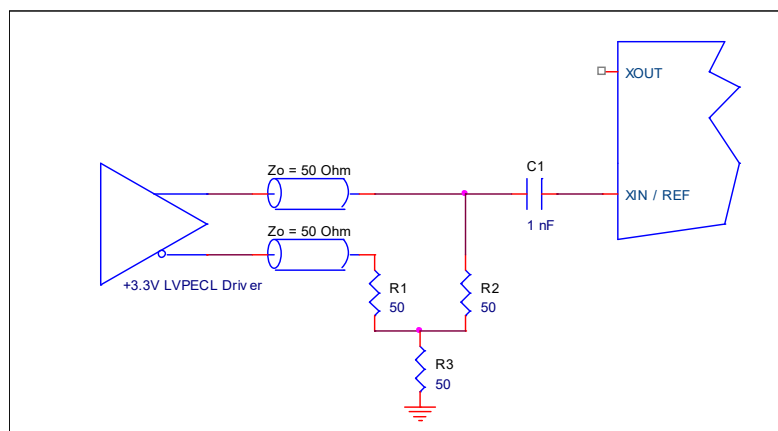 XOUT
Zo = 50 Ohm
C1
XIN / REF
1 nF
Zo = 50 Ohm
+3.3V LVPECL Driver
R1
50
R2
50
R3
50